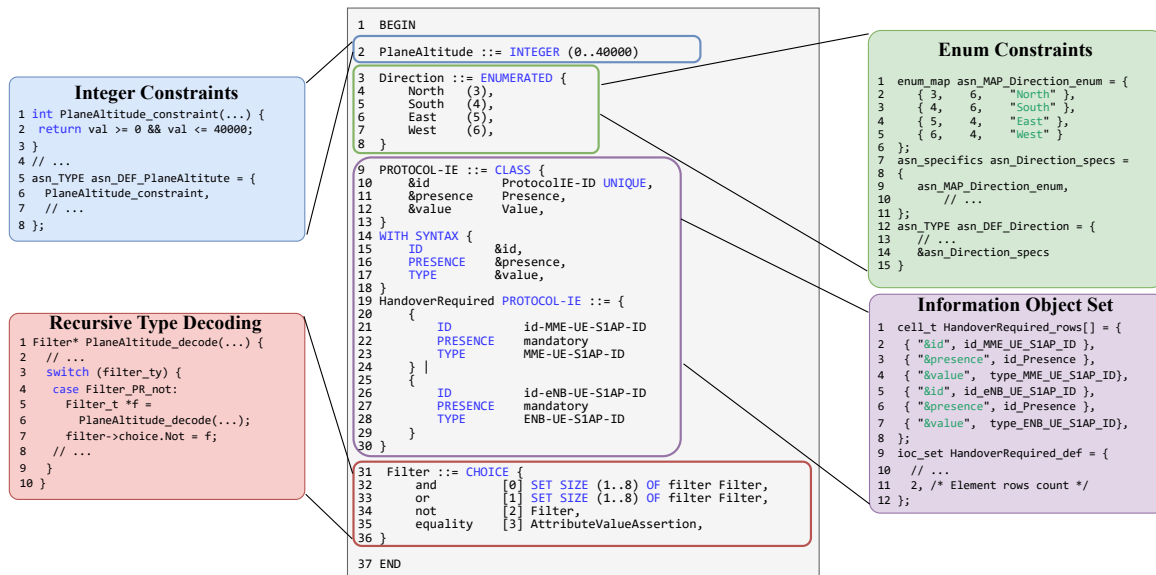 Integer Constraints
1 int PlaneAltitude_constraint(...) {
2  return val >= 0 && val <= 40000;
3 }
4 // ...
5 asn_TYPE asn_DEF_PlaneAltitute = {
6   PlaneAltitude_constraint,
7   // ...
8 };
Recursive Type Decoding
1 Filter* PlaneAltitude_decode(...) {
2   // ...
3   switch (filter_ty) {
4    case Filter_PR_not:
5      Filter_t *f =
6        PlaneAltitude_decode(...);
7      filter->choice.Not = f;
8    // ...
9   }
10 }
1  BEGIN
2  PlaneAltitude ::= INTEGER (0..40000)
3  Direction ::= ENUMERATED {
4      North   (3),
5      South   (4),
6      East    (5),
7      West    (6),
8  }
9  PROTOCOL-IE ::= CLASS {
10     &id         ProtocolIE-ID UNIQUE,
11     &presence   Presence,
12     &value      Value,
13 }
14 WITH SYNTAX {
15     ID         &id,
16     PRESENCE   &presence,
17     TYPE       &value,
18 }
19 HandoverRequired PROTOCOL-IE ::= {
20     {
21         ID         id-MME-UE-S1AP-ID
22         PRESENCE   mandatory
23         TYPE       MME-UE-S1AP-ID
24     } |
25     {
26         ID         id-eNB-UE-S1AP-ID
27         PRESENCE   mandatory
28         TYPE       ENB-UE-S1AP-ID
29     }
30 }
31  Filter ::= CHOICE {
32      and        [0] SET SIZE (1..8) OF filter Filter,
33      or         [1] SET SIZE (1..8) OF filter Filter,
34      not        [2] Filter,
35      equality   [3] AttributeValueAssertion,
36 }
37 END
Enum Constraints
1  enum_map asn_MAP_Direction_enum = {
2     { 3,    6,    "North" },
3     { 4,    6,    "South" },
4     { 5,    4,    "East" },
5     { 6,    4,    "West" }
6  };
7  asn_specifics asn_Direction_specs =
8  {
9     asn_MAP_Direction_enum,
10        // ...
11 };
12 asn_TYPE asn_DEF_Direction = {
13    // ...
14    &asn_Direction_specs
15 }
Information Object Set
1  cell_t HandoverRequired_rows[] = {
2  { "&id", id_MME_UE_S1AP_ID },
3  { "&presence", id_Presence },
4  { "&value",  type_MME_UE_S1AP_ID},
5  { "&id", id_eNB_UE_S1AP_ID },
6  { "&presence", id_Presence },
7  { "&value",  type_ENB_UE_S1AP_ID},
8  };
9  ioc_set HandoverRequired_def = {
10   // ...
11   2, /* Element rows count */
12 };